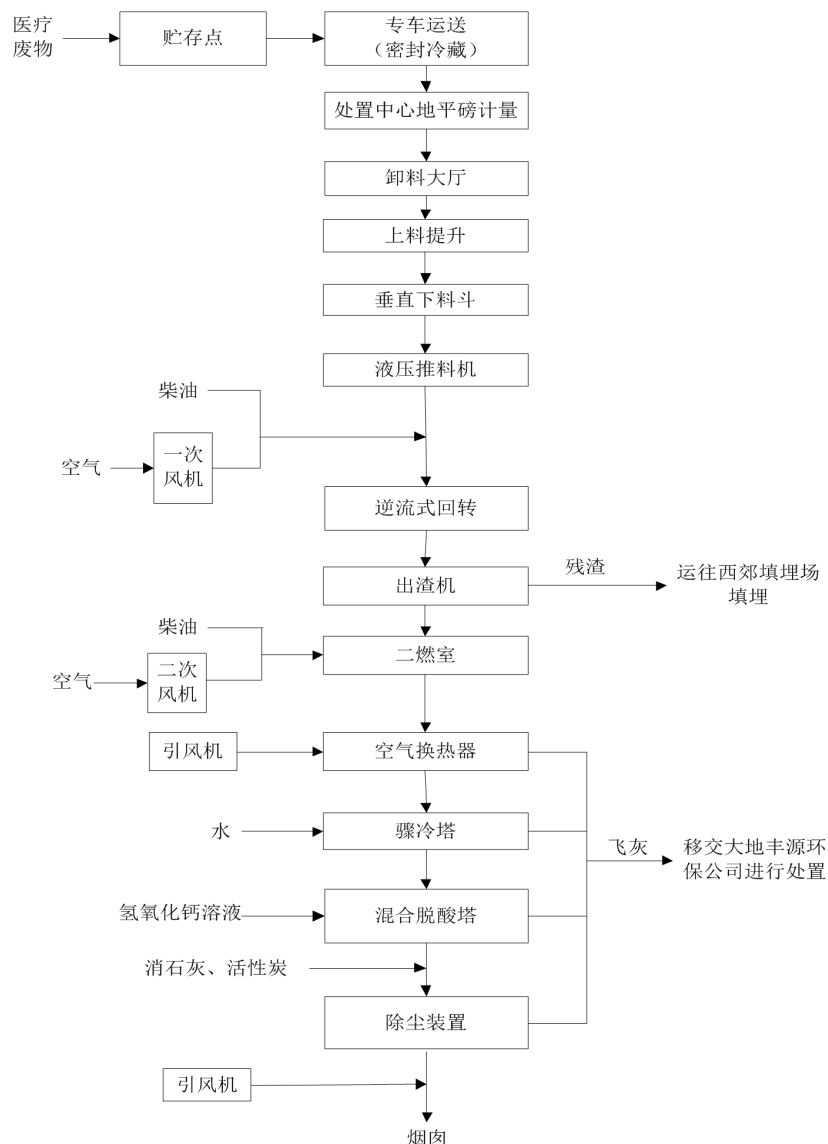 医疗
废物
贮存点
专车运送
（密封冷藏）
处置中心地平磅计量
卸料大厅
上料提升
垂直下料斗
液压推料机
柴油
空气
一次
风机
逆流式回转
出渣机
残渣
运往西郊填埋场
填埋
柴油
空气
二次
风机
二燃室
引风机
空气换热器
水
骤冷塔
飞灰
移交大地丰源环
保公司进行处置
氢氧化钙溶液
混合脱酸塔
消石灰、活性炭
除尘装置
引风机
烟囱